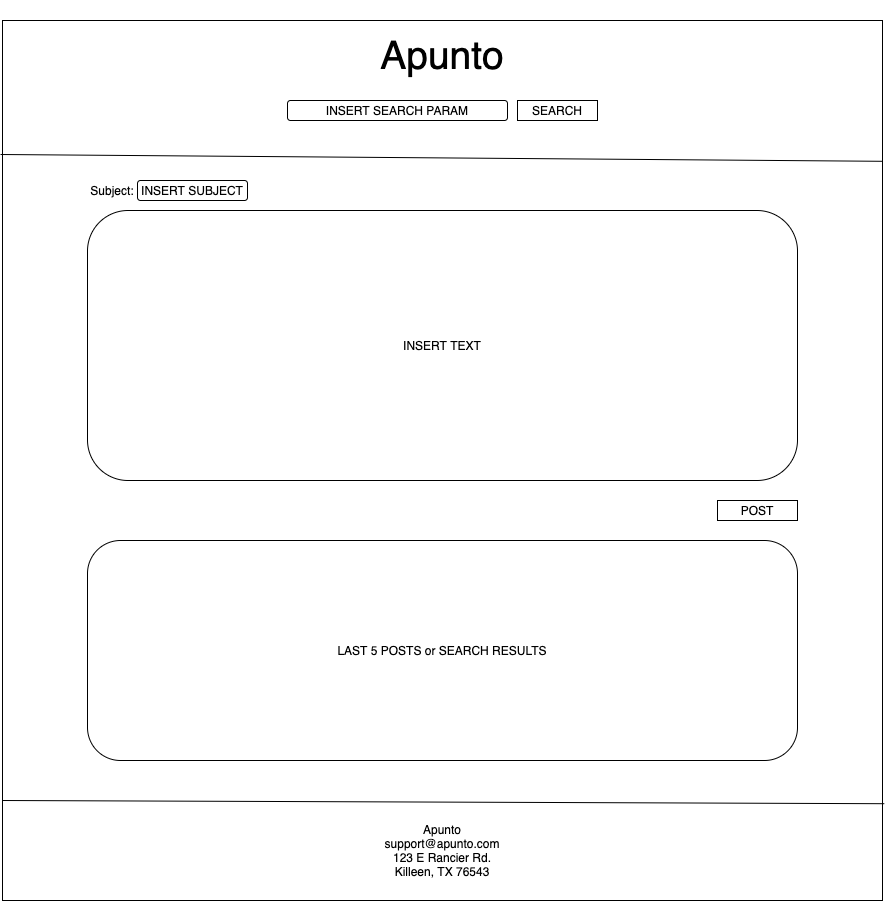 Apunto
INSERT SEARCH PARAM SEARCH
Subject: INSERT SUBJECT
INSERT TEXT
POST
LAST 5 POSTS or SEARCH RESULTS
Apunto
support@apunto.com
123 E Rancier Rd.
Killeen, TX 76543